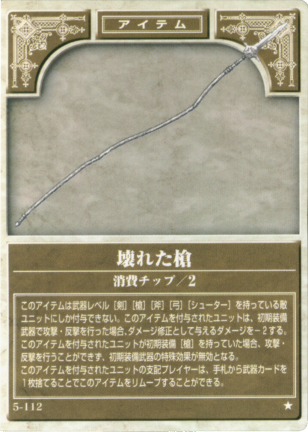 アイテム
壊れた槍
消費チップ/2
このアイテムは武器レベル［剣］［槍］［斧］［弓］［シューター］を持っている敵
ユニットにしか付与できない。このアイテムを付与されたユニットは、初期装備
武器で攻撃・反撃を行った場合、ダメージ修正として与えるダメージを－2する。
このアイテムを付与されたユニットが初期装備［槍］を持っていた場合、攻撃・
反撃を行うことができず、初期装備武器の特殊効果が無効となる。
このアイテムを付与されたユニットの支配プレイヤーは、手札から武器カードを
1枚捨てることでこのアイテムをリムーブすることができる。
5-112 ★